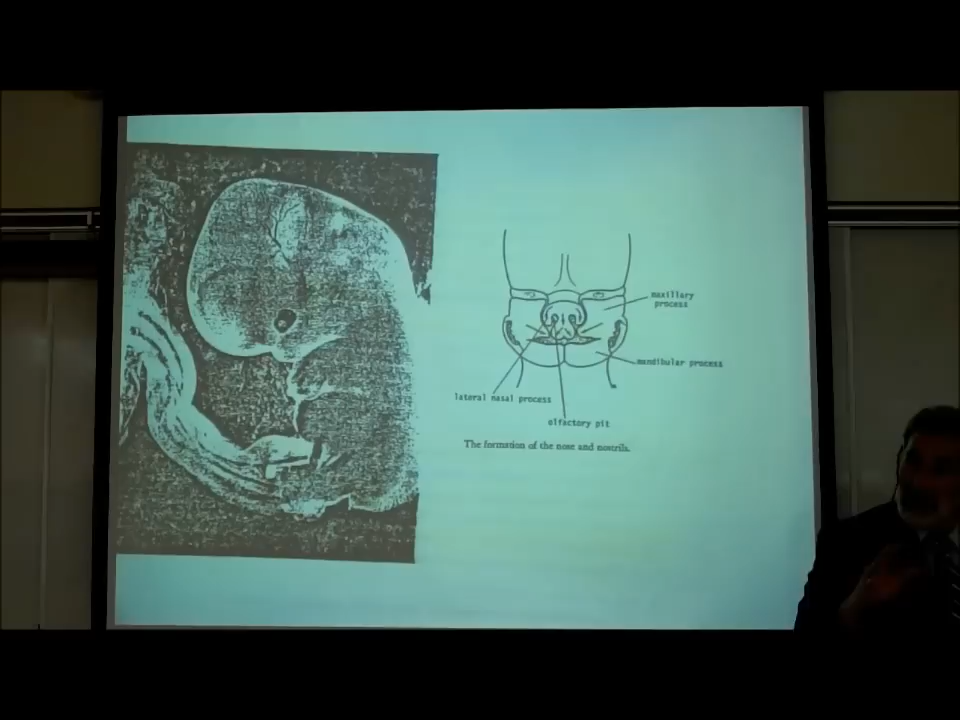 maxillary
process
mandibular process
lateral nasal process
olfactory pit
The formation of the nose and nostrils.